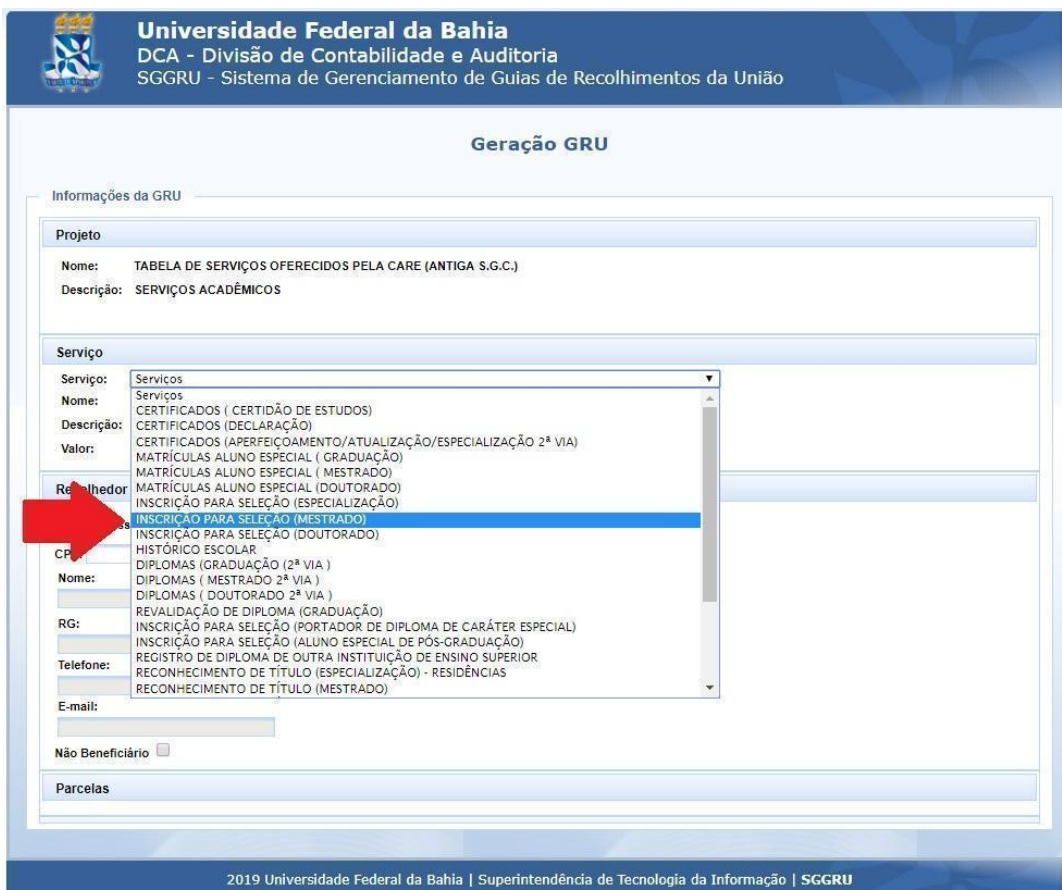 Universidade Federal da Bahia
DCA - Divisão de Contabilidade e Auditoria
SGGRU - Sistema de Gerenciamento de Guias de Recolhimentos da União
Geração GRU
Informações da GRU
Projeto
Nome: TABELA DE SERVIÇOS OFERECIDOS PELA CARE (ANTIGA S.G.C.)
Descrição: SERVIÇOS ACADÊMICOS
Serviço
Serviço: Serviços
Nome:
Descrição:
Valor:
Serviços
CERTIFICADOS ( CERTIDÃO DE ESTUDOS)
CERTIFICADOS (DECLARAÇÃO)
CERTIFICADOS (APERFEIÇOAMENTO/ATUALIZAÇÃO/ESPECIALIZAÇÃO 2ª VIA)
MATRÍCULAS ALUNO ESPECIAL ( GRADUAÇÃO)
MATRÍCULAS ALUNO ESPECIAL ( MESTRADO)
MATRÍCULAS ALUNO ESPECIAL (DOUTORADO)
INSCRIÇÃO PARA SELEÇÃO (ESPECIALIZAÇÃO)
INSCRIÇÃO PARA SELEÇÃO (MESTRADO)
INSCRIÇÃO PARA SELEÇÃO (DOUTORADO)
HISTÓRICO ESCOLAR
DIPLOMAS (GRADUAÇÃO (2ª VIA )
DIPLOMAS ( MESTRADO 2ª VIA )
DIPLOMAS ( DOUTORADO 2ª VIA )
REVALIDAÇÃO DE DIPLOMA (GRADUAÇÃO)
INSCRIÇÃO PARA SELEÇÃO (PORTADOR DE DIPLOMA DE CARÁTER ESPECIAL)
INSCRIÇÃO PARA SELEÇÃO (ALUNO ESPECIAL DE PÓS-GRADUAÇÃO)
REGISTRO DE DIPLOMA DE OUTRA INSTITUIÇÃO DE ENSINO SUPERIOR
RECONHECIMENTO DE TÍTULO (ESPECIALIZAÇÃO) - RESIDÊNCIAS
RECONHECIMENTO DE TÍTULO (MESTRADO)
Nome:
RG:
Telefone:
E-mail:
Não Beneficiário
Parcelas
2019 Universidade Federal da Bahia | Superintendência de Tecnologia da Informação | SGGRU